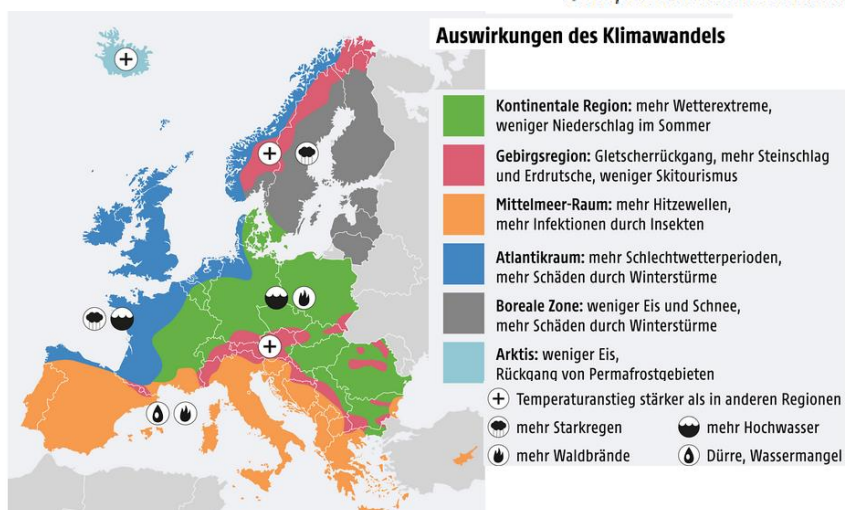 Auswirkungen des Klimawandels
Kontinentale Region: mehr Wetterextreme,
weniger Niederschlag im Sommer
Gebirgsregion: Gletscherrückgang, mehr Steinschlag
und Erdrutsche, weniger Skitourismus
Mittelmeer-Raum: mehr Hitzewellen,
mehr Infektionen durch Insekten
Atlantikraum: mehr Schlechtwetterperioden,
mehr Schäden durch Winterstürme
Boreale Zone: weniger Eis und Schnee,
mehr Schäden durch Winterstürme
Arktis: weniger Eis,
Rückgang von Permafrostgebieten
Temperaturanstieg stärker als in anderen Regionen
mehr Starkregen
mehr Hochwasser
mehr Waldbrände
Dürre, Wassermangel